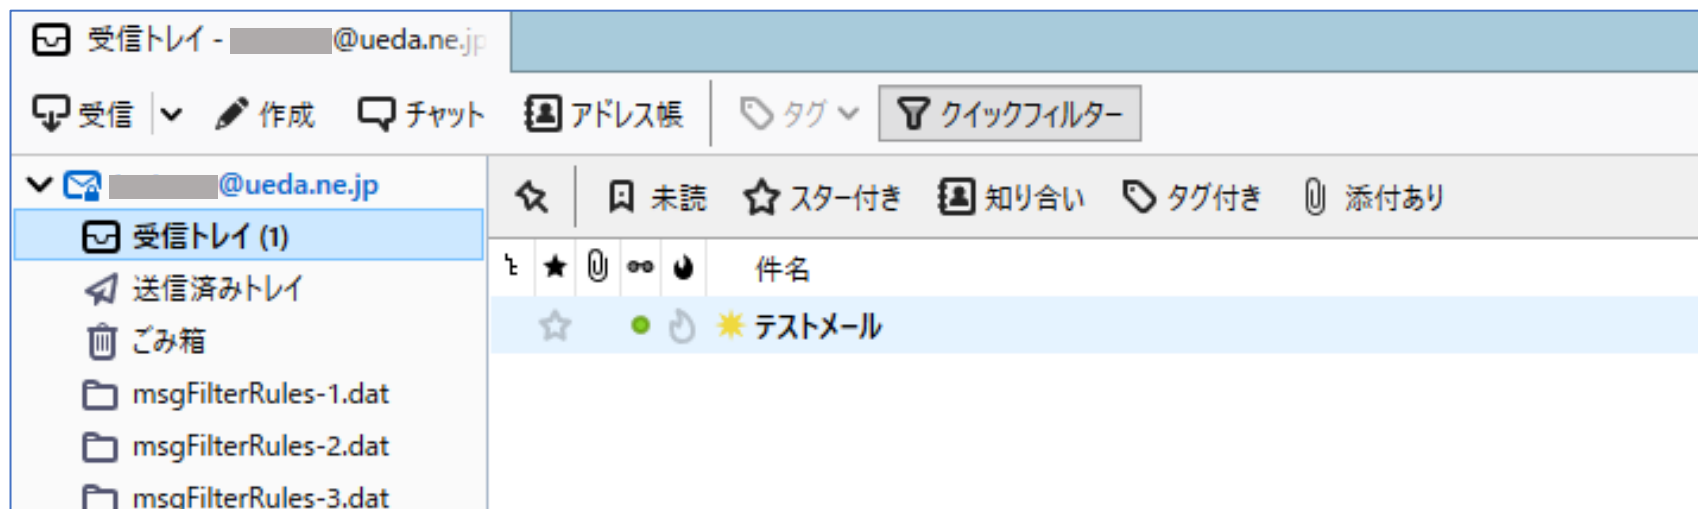 受信トレイ - @ueda.ne.jp
受信 作成 チャット アドレス帳 タグ クイックフィルター
@ueda.ne.jp
受信トレイ (1)
送信済みトレイ
ごみ箱
msgFilterRules-1.dat
msgFilterRules-2.dat
msgFilterRules-3.dat
未読 スター付き 知り合い タグ付き 添付あり
件名
テストメール